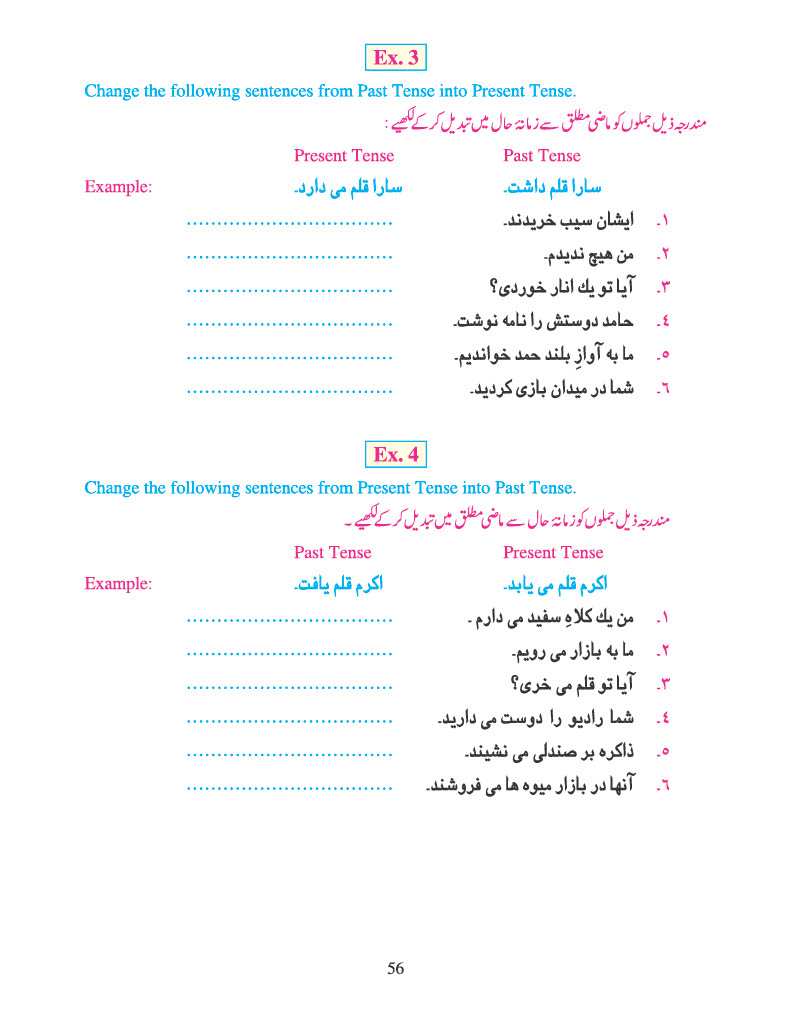 Ex. 3
Change the following sentences from Past Tense into Present Tense.
مندرجہ ذیل جملوں کو ماضی مطلق سے زمانۂ حال میں تبدیل کر کے لکھیے :
Present Tense Past Tense
Example: سارا قلم می دارد۔ سارا قلم داشت۔
١۔ ایشان سیب خریدند۔ ..................................
٢۔ من هیچ ندیدم۔ ..................................
٣۔ آیا تو یك انار خوردی؟ ..................................
٤۔ حامد دوستش را نامه نوشت۔ ..................................
٥۔ ما به آوازِ بلند حمد خواندیم۔ ..................................
٦۔ شما در میدان بازی کردید۔ ..................................
Ex. 4
Change the following sentences from Present Tense into Past Tense.
مندرجہ ذیل جملوں کو زمانۂ حال سے ماضی مطلق میں تبدیل کر کے لکھیے ۔
Past Tense Present Tense
Example: اکرم قلم یافت۔ اکرم قلم می یابد۔
١۔ من یك کلاہِ سفید می دارم ۔ ..................................
٢۔ ما به بازار می رویم۔ ..................................
٣۔ آیا تو قلم می خری؟ ..................................
٤۔ شما رادیو را دوست می دارید۔ ..................................
٥۔ ذاکره بر صندلی می نشیند۔ ..................................
٦۔ آنها در بازار میوه ها می فروشند۔ ..................................
56